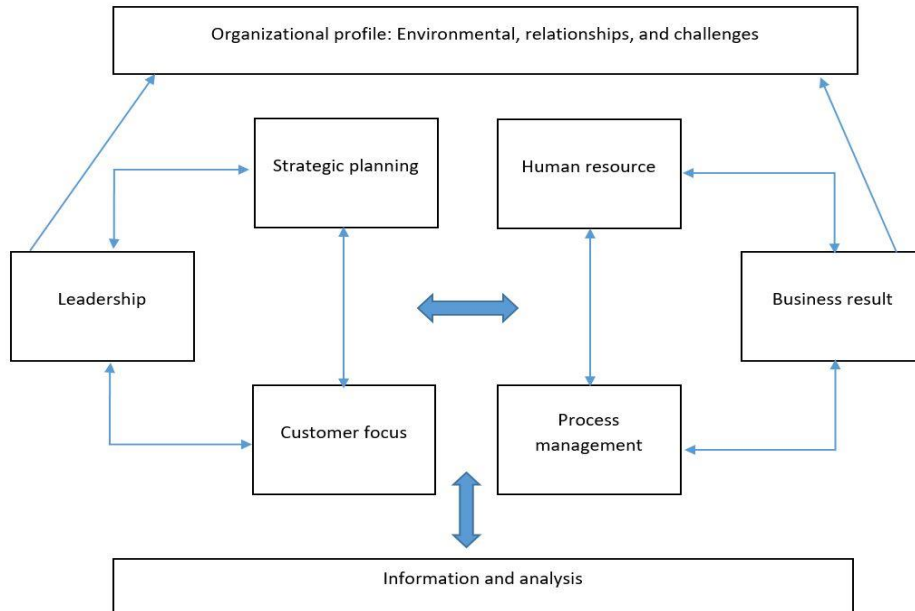 Organizational profile: Environmental, relationships, and challenges
Strategic planning
Human resource
Leadership
Business result
Customer focus
Process
management
Information and analysis